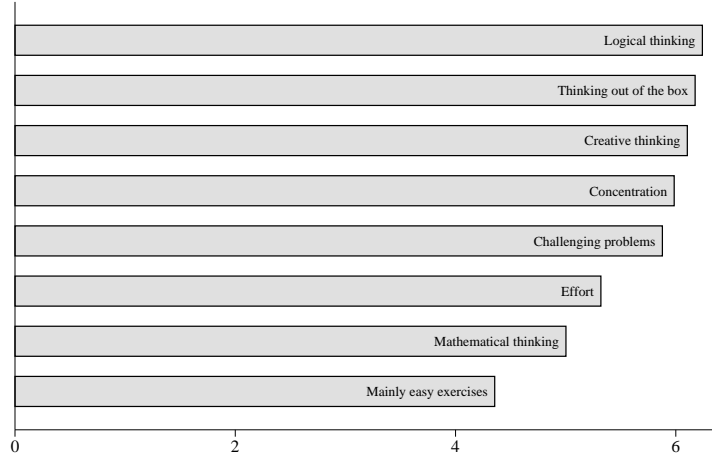 Logical thinking
Thinking out of the box
Creative thinking
Concentration
Challenging problems
Effort
Mathematical thinking
Mainly easy exercises
0 2 4 6